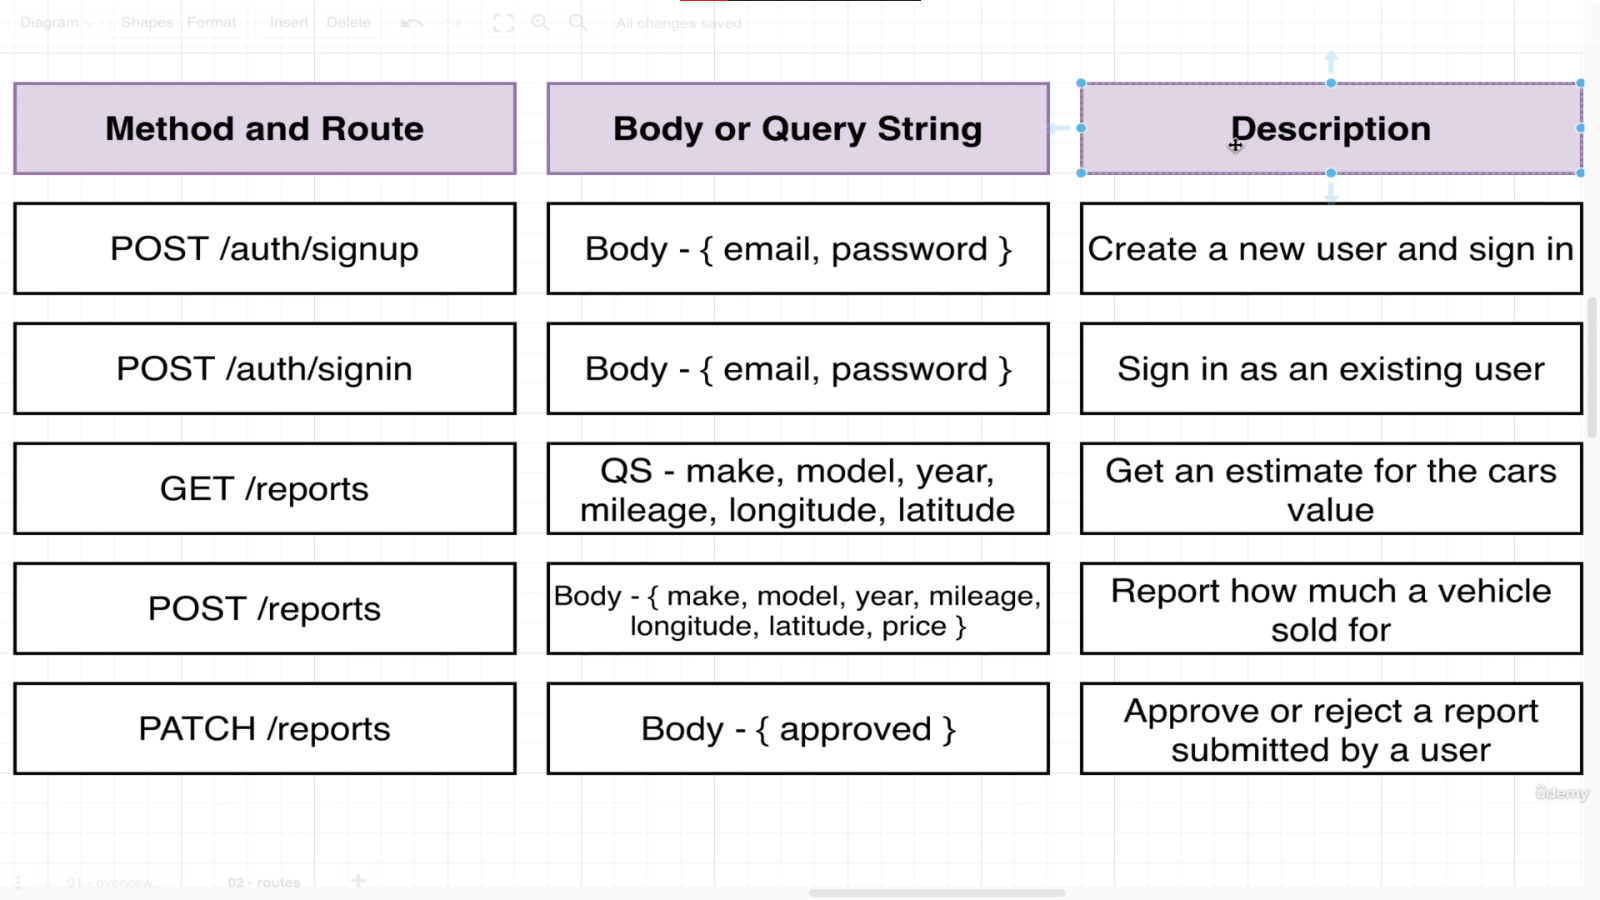 Diagram Shapes Format Insert Delete All changes saved
Method and Route Body or Query String Description
POST /auth/signup Body - { email, password } Create a new user and sign in
POST /auth/signin Body - { email, password } Sign in as an existing user
GET /reports
QS - make, model, year,
mileage, longitude, latitude
Get an estimate for the cars
value
POST /reports
Body - { make, model, year, mileage,
longitude, latitude, price }
Report how much a vehicle
sold for
PATCH /reports Body - { approved }
Approve or reject a report
submitted by a user
ûdemy
01 - overview 02 - routes